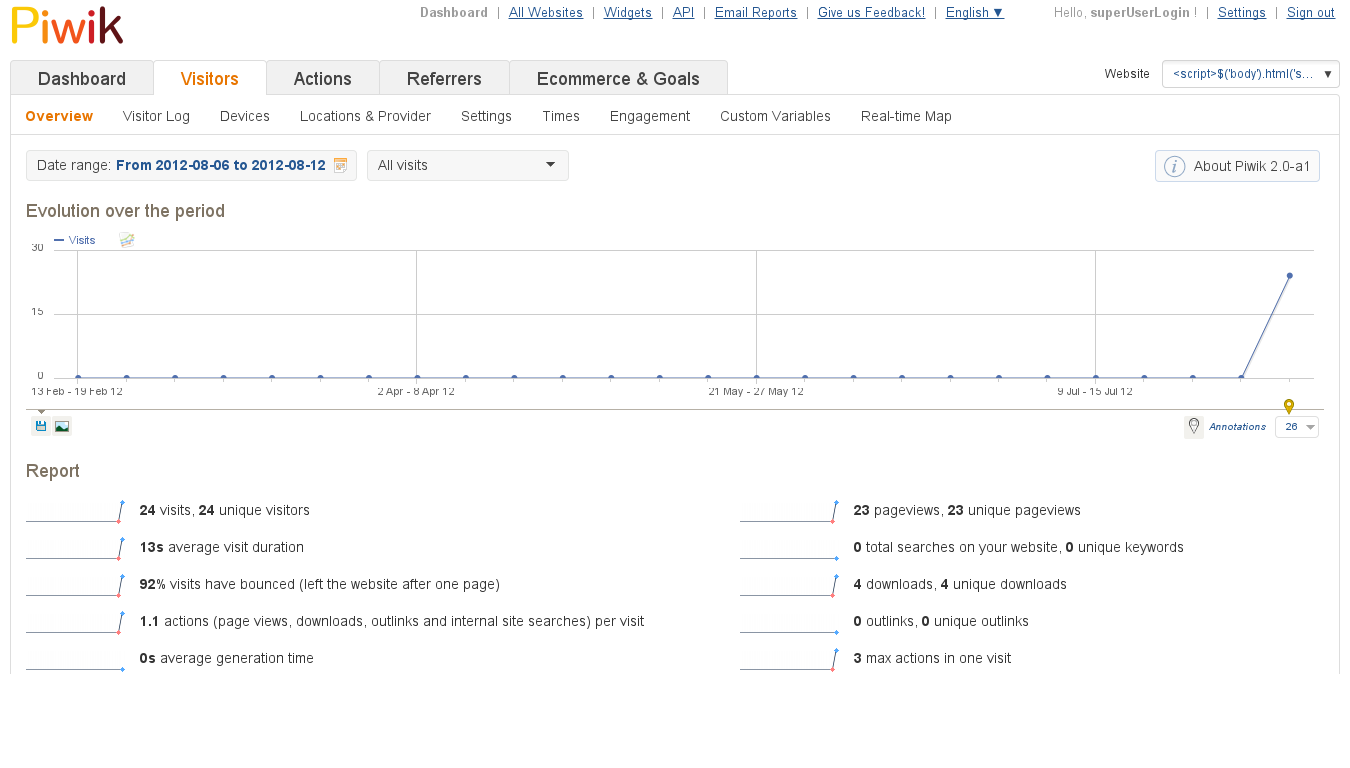 Piwik
Dashboard | All Websites | Widgets | API | Email Reports | Give us Feedback! | English ▼
Hello, superUserLogin ! | Settings | Sign out
Dashboard Visitors Actions Referrers Ecommerce & Goals
Website <script>$('body').html('s... ▼
Overview Visitor Log Devices Locations & Provider Settings Times Engagement Custom Variables Real-time Map
Date range: From 2012-08-06 to 2012-08-12
All visits
i About Piwik 2.0-a1
Evolution over the period
Visits
30
15
0
13 Feb - 19 Feb 12 2 Apr - 8 Apr 12 21 May - 27 May 12 9 Jul - 15 Jul 12
Annotations 26
Report
24 visits, 24 unique visitors
13s average visit duration
92% visits have bounced (left the website after one page)
1.1 actions (page views, downloads, outlinks and internal site searches) per visit
0s average generation time
23 pageviews, 23 unique pageviews
0 total searches on your website, 0 unique keywords
4 downloads, 4 unique downloads
0 outlinks, 0 unique outlinks
3 max actions in one visit